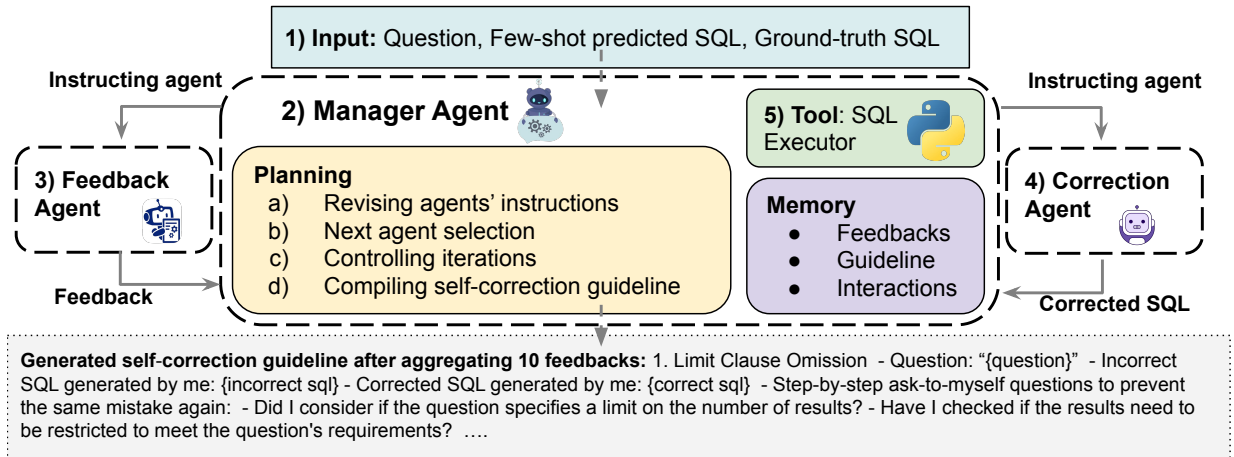 1) Input: Question, Few-shot predicted SQL, Ground-truth SQL
Instructing agent
Instructing agent
2) Manager Agent
5) Tool: SQL
Executor
3) Feedback
Agent
Planning
a) Revising agents’ instructions
b) Next agent selection
c) Controlling iterations
d) Compiling self-correction guideline
Memory
● Feedbacks
● Guideline
● Interactions
4) Correction
Agent
Feedback
Corrected SQL
Generated self-correction guideline after aggregating 10 feedbacks: 1. Limit Clause Omission - Question: “{question}” - Incorrect
SQL generated by me: {incorrect sql} - Corrected SQL generated by me: {correct sql} - Step-by-step ask-to-myself questions to prevent
the same mistake again: - Did I consider if the question specifies a limit on the number of results? - Have I checked if the results need to
be restricted to meet the question's requirements? ….